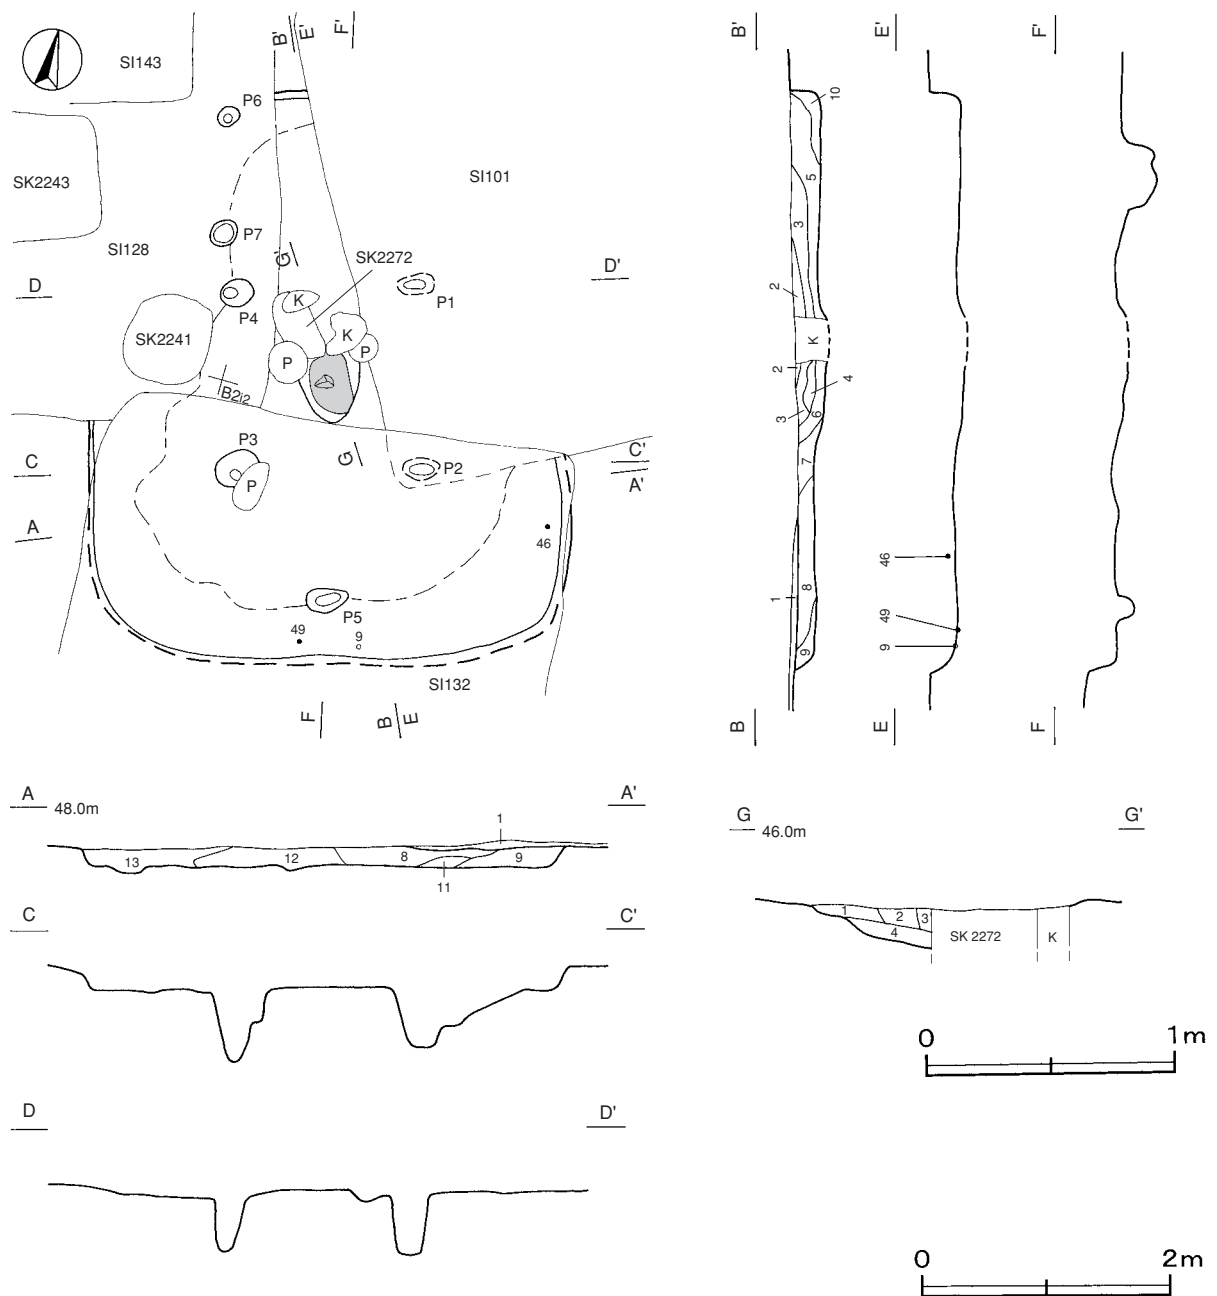 B' E' F'
SI143
P6
SK2243
SI101
SI128
P7
G'
SK2272
D
D'
K
P1
P4
SK2241
K
P
P
B2i2
P3
G
C'
C
P
P2
A'
A
46
P5
49
9
SI132
F B E
B' E' F'
10
5
3
2
K
2
4
3
6
7
46
8
1
49
9
9
B E F
A 48.0m
A'
1
13 12 8 9
11
G 46.0m
G'
1 2 3
4 SK 2272 K
C
C'
0 1m
D
D'
0 2m